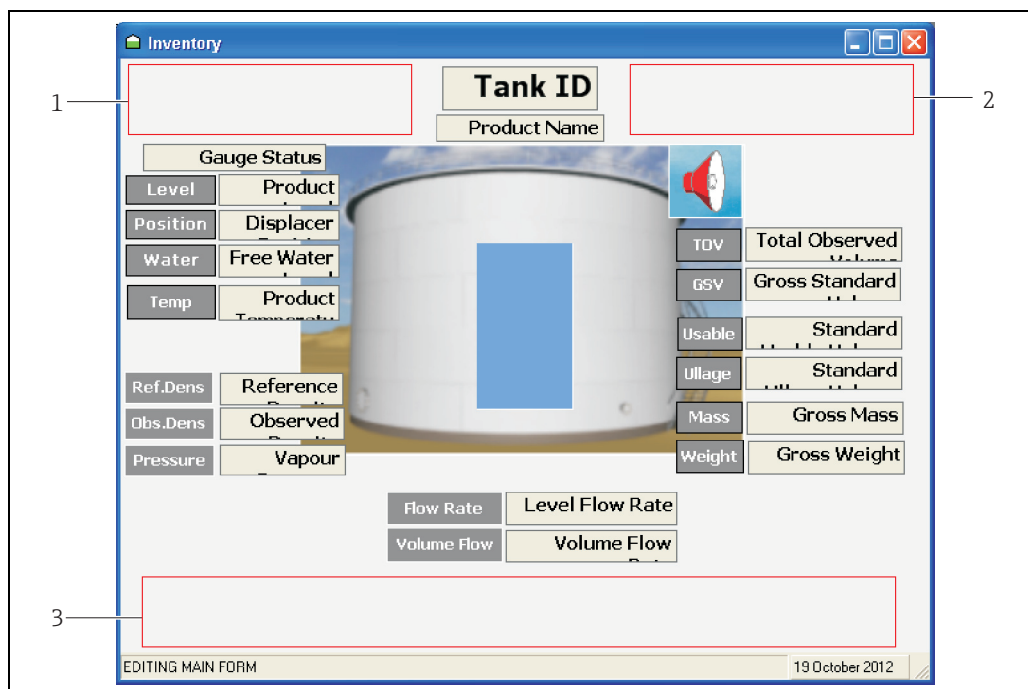 Inventory
1
Tank ID
2
Product Name
Gauge Status
Level
Product
Position
Displacer
Water
Free Water
Temp
Product
TOV
Total Observed
Volume
GSV
Gross Standard
Usable
Standard
Ullage
Standard
Ref.Dens
Reference
Obs.Dens
Observed
Mass
Gross Mass
Pressure
Vapour
Weight
Gross Weight
Flow Rate
Level Flow Rate
Volume Flow
Volume Flow
3
EDITING MAIN FORM
19 October 2012